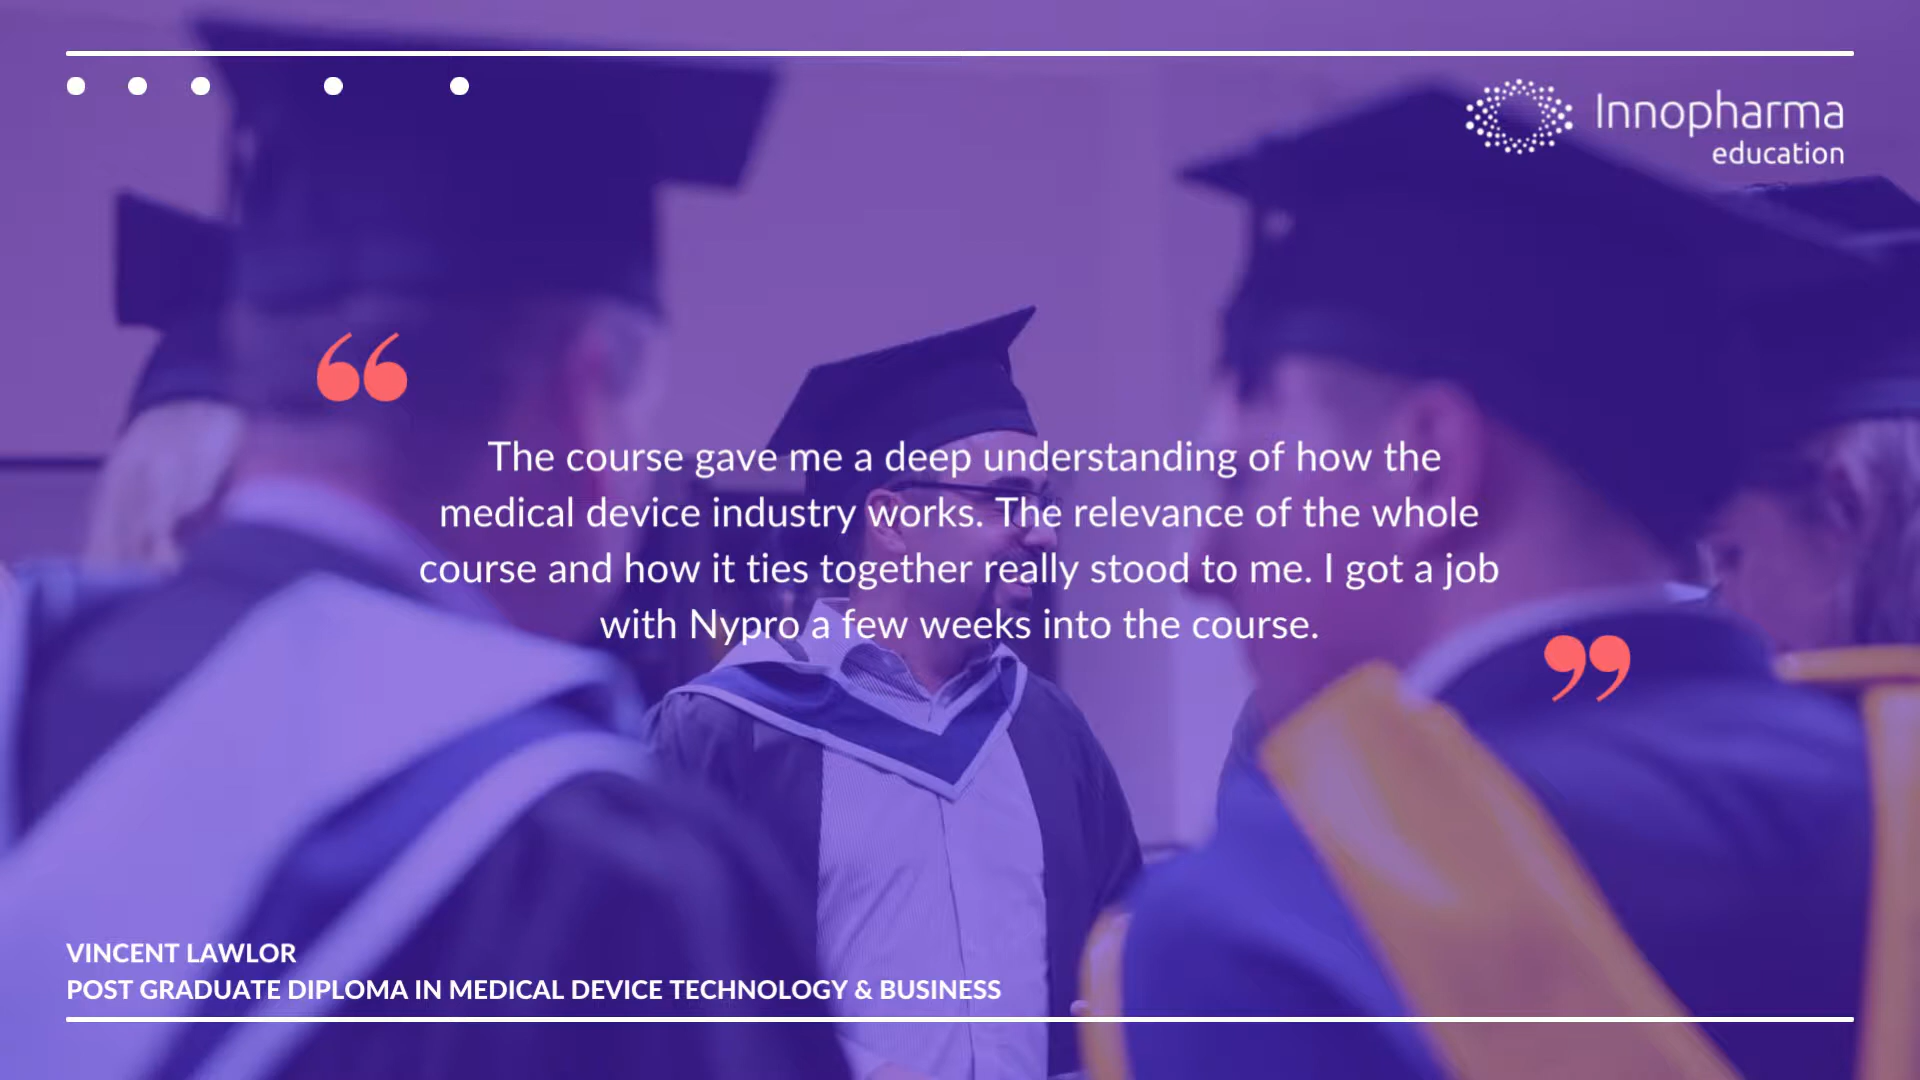 Innopharma
education
“
The course gave me a deep understanding of how the
medical device industry works. The relevance of the whole
course and how it ties together really stood to me. I got a job
with Nypro a few weeks into the course.
”
VINCENT LAWLOR
POST GRADUATE DIPLOMA IN MEDICAL DEVICE TECHNOLOGY & BUSINESS